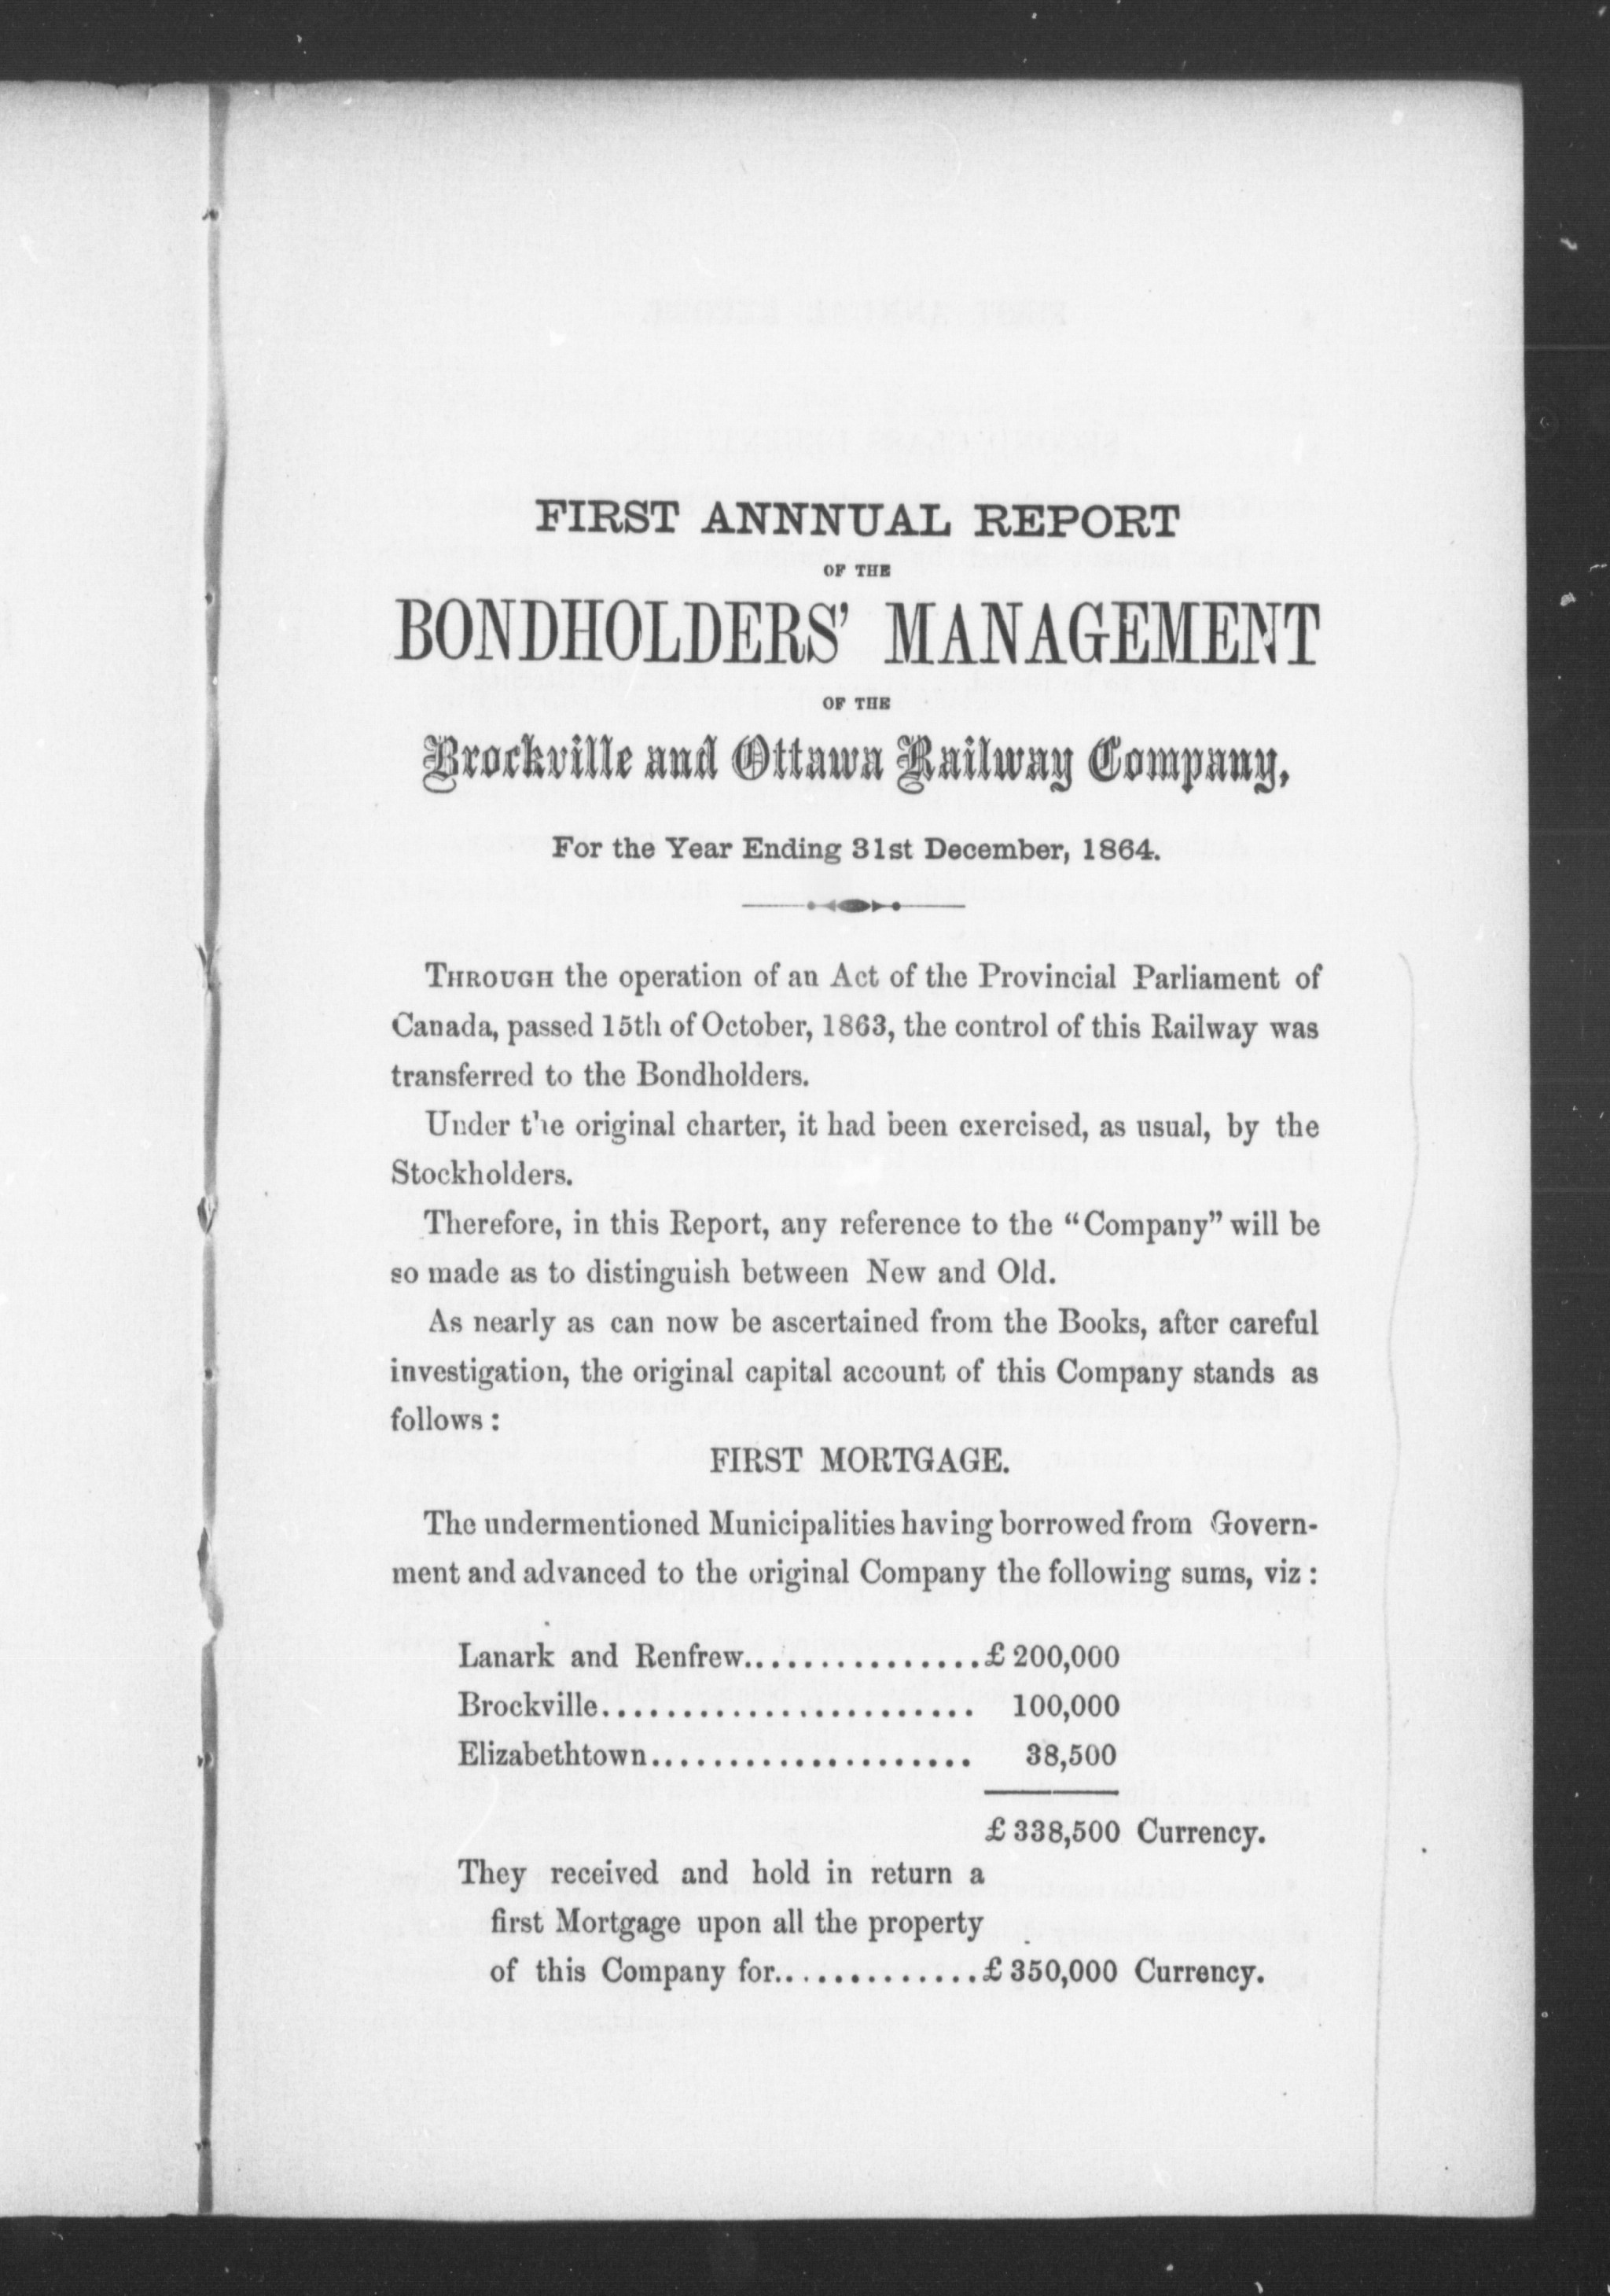 FIRST ANNNUAL REPORT
OF THE
BONDHOLDERS' MANAGEMENT
OF THE
Brockville and Ottawa Railway Company,
For the Year Ending 31st December, 1864.
THROUGH the operation of an Act of the Provincial Parliament of
Canada, passed 15th of October, 1863, the control of this Railway was
transferred to the Bondholders.
Under the original charter, it had been exercised, as usual, by the
Stockholders.
Therefore, in this Report, any reference to the “Company” will be
so made as to distinguish between New and Old.
As nearly as can now be ascertained from the Books, after careful
investigation, the original capital account of this Company stands as
follows :
FIRST MORTGAGE.
The undermentioned Municipalities having borrowed from Govern-
ment and advanced to the original Company the following sums, viz :
Lanark and Renfrew...............£ 200,000
Brockville....................... 100,000
Elizabethtown.................... 38,500
£ 338,500 Currency.
They received and hold in return a
first Mortgage upon all the property
of this Company for.............£ 350,000 Currency.